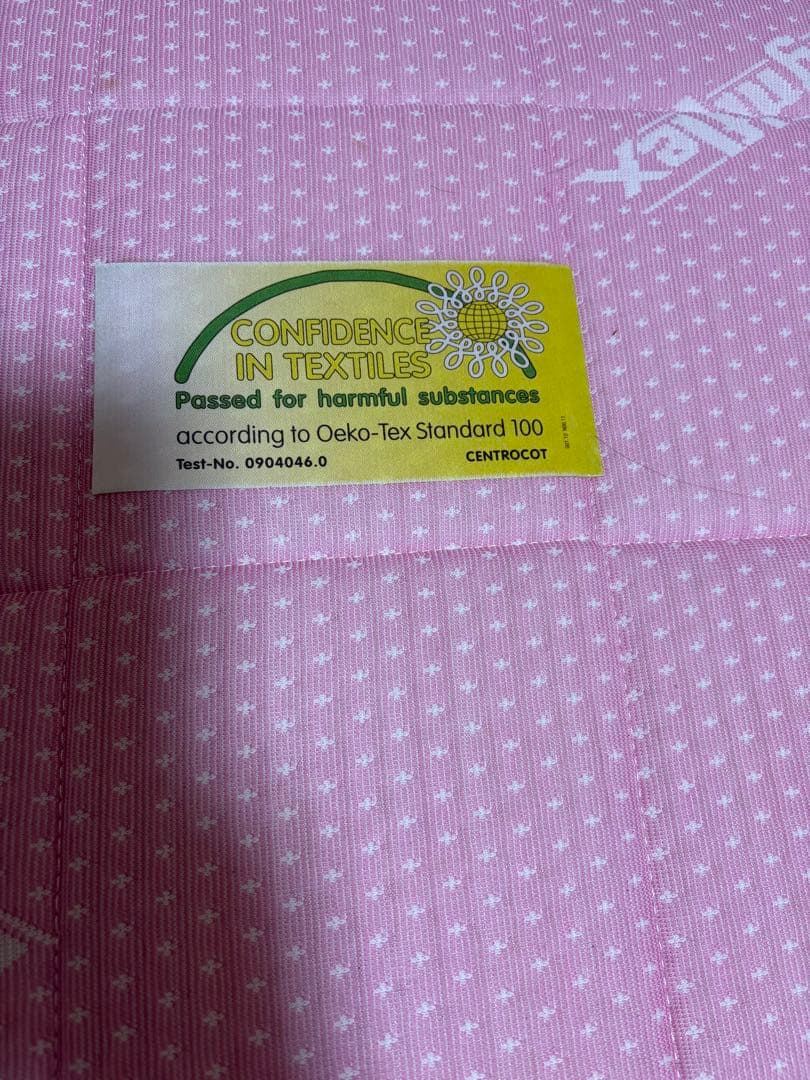 CONFIDENCE
IN TEXTILES
Passed for harmful substances
according to Oeko-Tex Standard 100
Test-No. 0904046.0
CENTROCOT